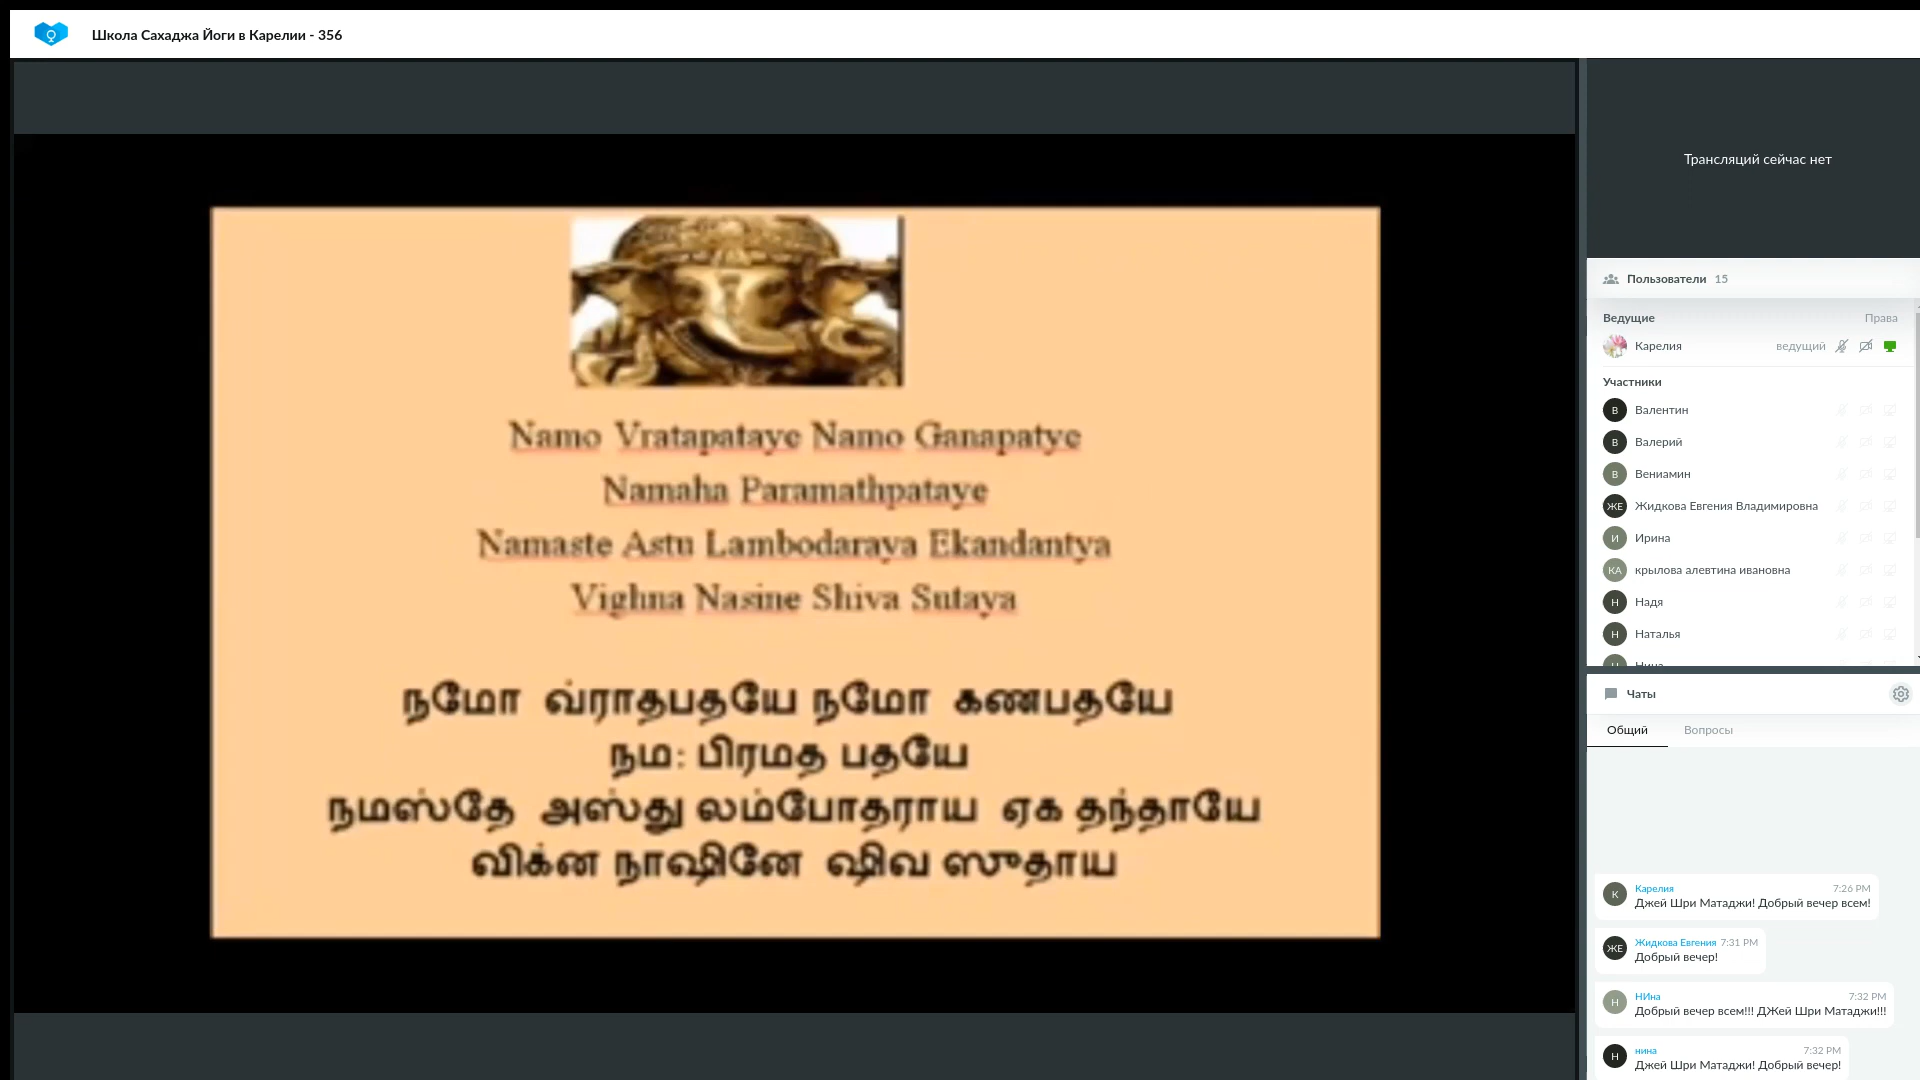 Школа Сахаджа Йоги в Карелии - 356
Namo Vratapataye Namo Ganapatye
Namaha Paramathpataye
Namaste Astu Lambodaraya Ekandantya
Vighna Nasine Shiva Sutaya
நமோ வ்ராதபதயே நமோ கணபதயே
நம: பிரமத பதயே
நமஸ்தே அஸ்து லம்போதராய ஏக தந்தாயே
விக்ன நாஷினே ஷிவ ஸுதாய
Трансляций сейчас нет
Пользователи 15
Ведущие Права
Карелия ведущий
Участники
В Валентин
В Валерий
В Вениамин
ЖЕ Жидкова Евгения Владимировна
И Ирина
КА крылова алевтина ивановна
Н Надя
Н Наталья
Н Нина
Чаты
Общий Вопросы
К Карелия 7:26 PM
Джей Шри Матаджи! Добрый вечер всем!
ЖЕ Жидкова Евгения 7:31 PM
Добрый вечер!
Н НИна 7:32 PM
Добрый вечер всем!!! ДЖей Шри Матаджи!!!
Н нина 7:32 PM
Джей Шри Матаджи! Добрый вечер!